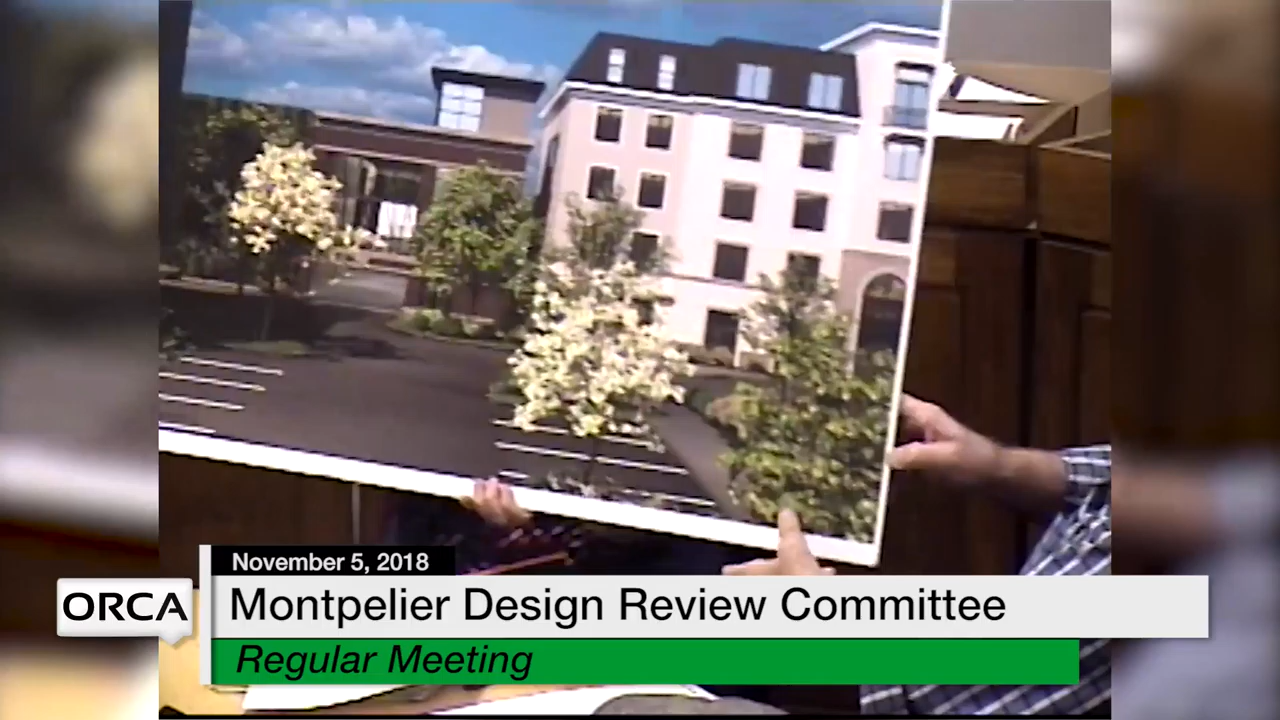 November 5, 2018
ORCA
Montpelier Design Review Committee
Regular Meeting